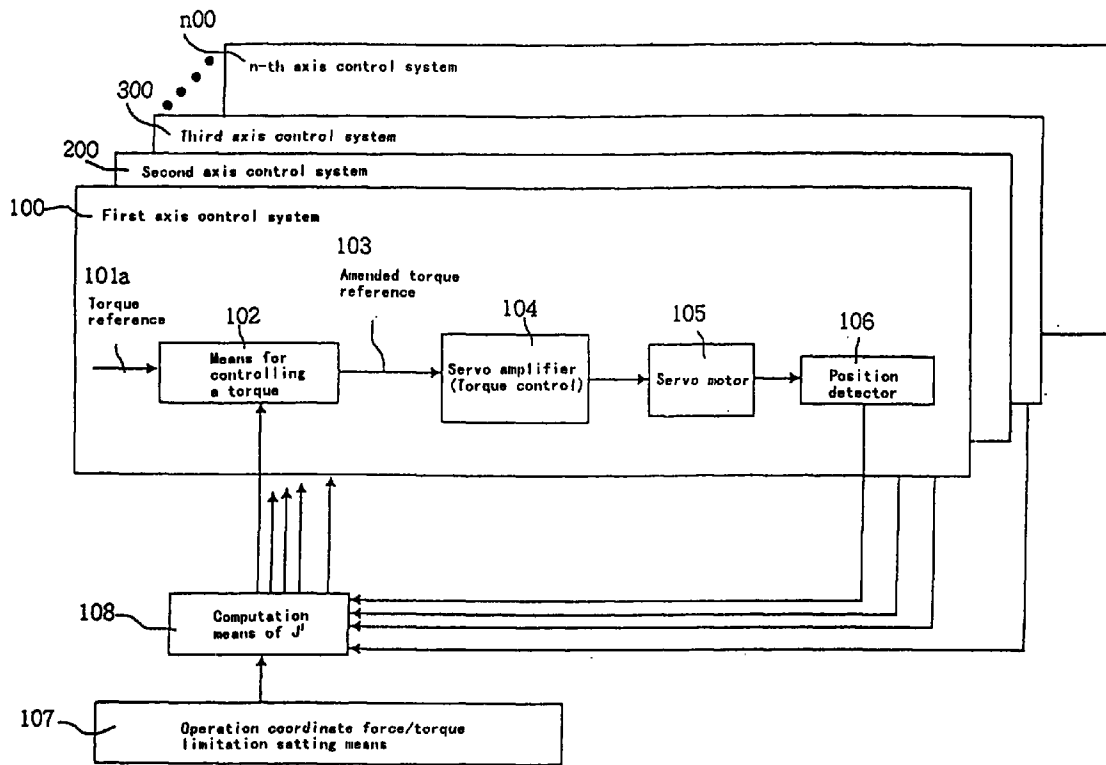 n00
n-th axis control system
300
Third axis control system
200
Second axis control system
100
First axis control system
101a
Torque
reference
102
Means for
controlling
a torque
103
Amended torque
reference
104
Servo amplifier
(Torque control)
105
Servo motor
106
Position
detector
108
Computation
means of
107
Operation coordinate force/torque
limitation setting means